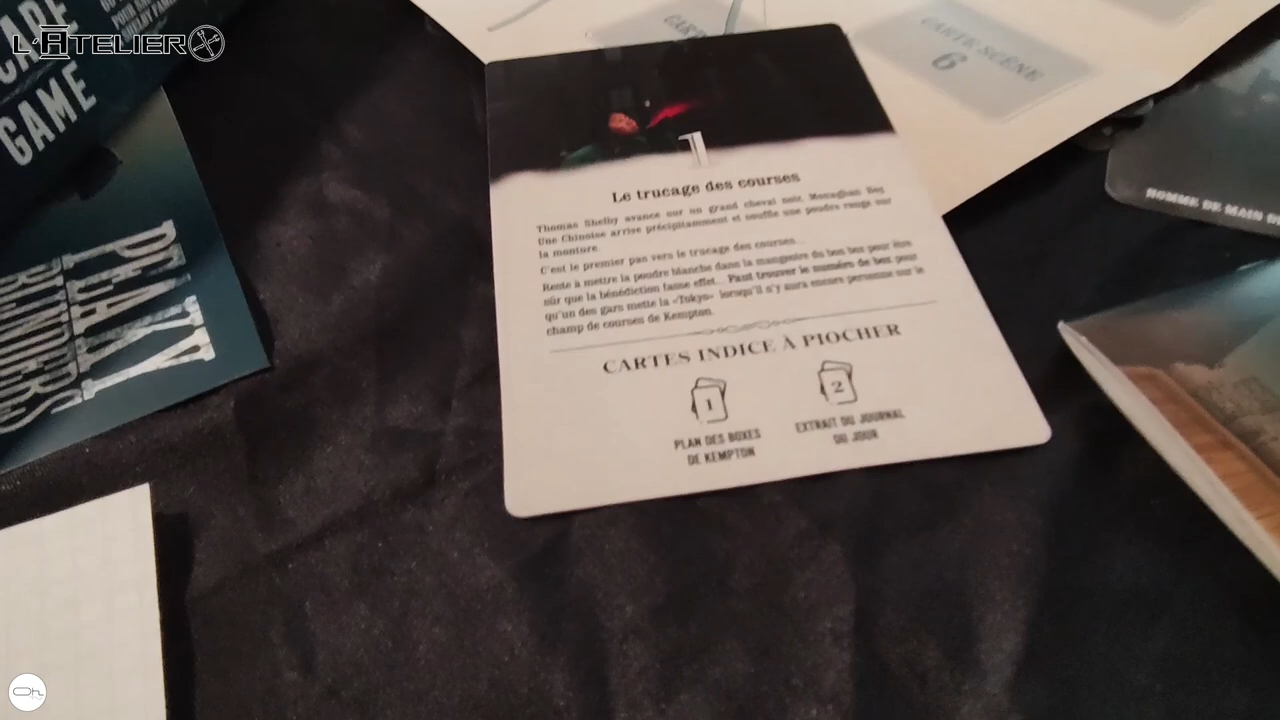 L'ATELIER
GAME
POUR
CARTE SCÈNE
6
HOMME DE MAIN
PEAKY
BLINDERS
1
Le trucage des courses
Thomas Shelby avance sur un grand cheval noir, Monaghan Boy.
Une Chinoise arrive précipitamment et souffle une poudre rouge sur
la monture.
C'est le premier pas vers le trucage des courses...
Reste à mettre la poudre blanche dans la mangeoire du bon box pour être
sûr que la bénédiction fasse effet... Faut trouver le numéro de box pour
qu'un des gars mette la «Tokyo» lorsqu'il n'y aura encore personne sur le
champ de courses de Kempton.
CARTES INDICE À PIOCHER
1
2
PLAN DES BOXES
DE KEMPTON
EXTRAIT DU JOURNAL
DU JOUR